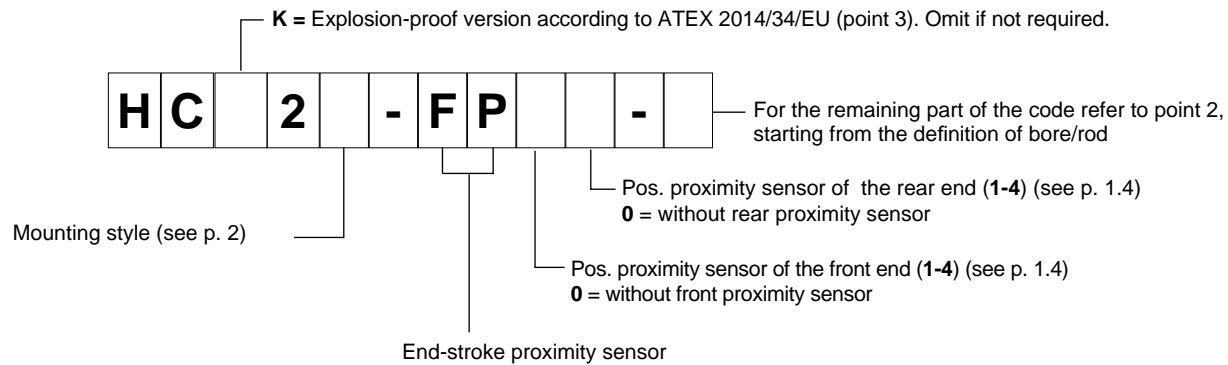 K = Explosion-proof version according to ATEX 2014/34/EU (point 3). Omit if not required.
H C 2 - F P -
For the remaining part of the code refer to point 2,
starting from the definition of bore/rod
Pos. proximity sensor of the rear end (1-4) (see p. 1.4)
0 = without rear proximity sensor
Mounting style (see p. 2)
Pos. proximity sensor of the front end (1-4) (see p. 1.4)
0 = without front proximity sensor
End-stroke proximity sensor